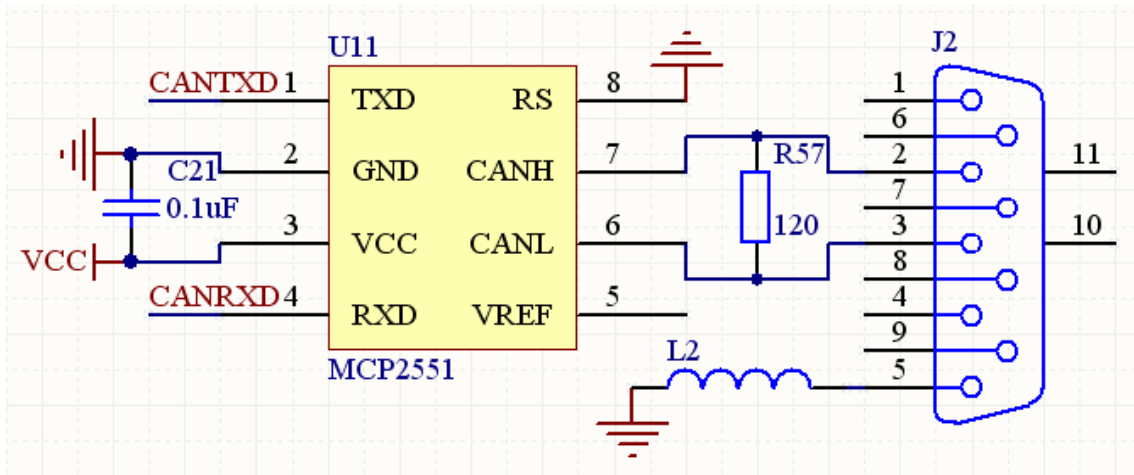 U11
J2
CANTXD 1 TXD RS 8 1
6
C21 2 GND CANH 7 R57 2 11
0.1uF 7
3 VCC CANL 6 120 3 10
VCC 8
CANRXD 4 RXD VREF 5 4
MCP2551 L2 9
5